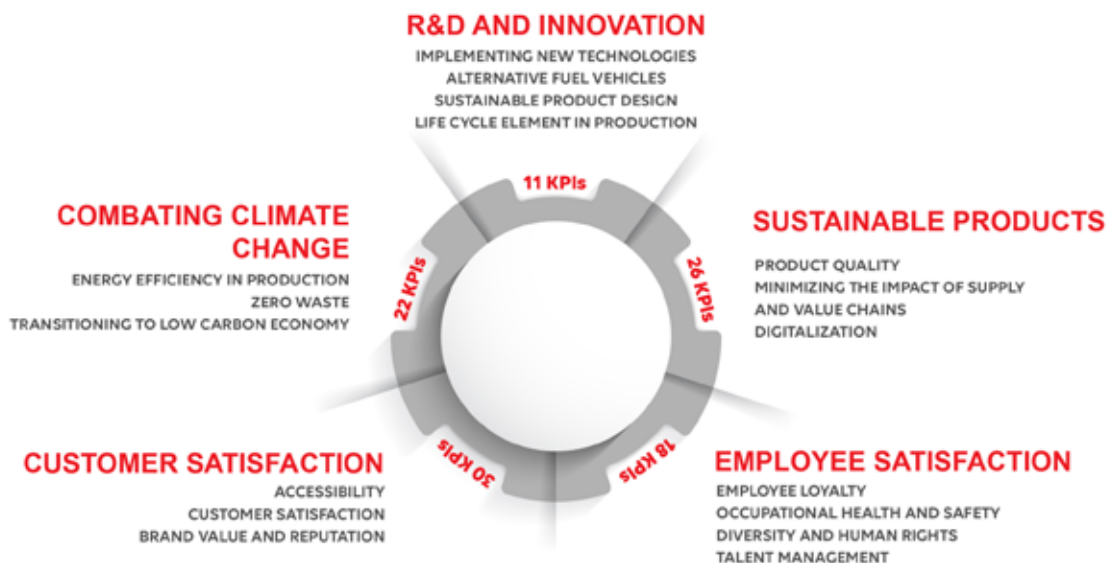 R&D AND INNOVATION
IMPLEMENTING NEW TECHNOLOGIES
ALTERNATIVE FUEL VEHICLES
SUSTAINABLE PRODUCT DESIGN
LIFE CYCLE ELEMENT IN PRODUCTION
11 KPIs
COMBATING CLIMATE
CHANGE
ENERGY EFFICIENCY IN PRODUCTION
ZERO WASTE
TRANSITIONING TO LOW CARBON ECONOMY
22 KPIs
SUSTAINABLE PRODUCTS
PRODUCT QUALITY
MINIMIZING THE IMPACT OF SUPPLY
AND VALUE CHAINS
DIGITALIZATION
26 KPIs
CUSTOMER SATISFACTION
ACCESSIBILITY
CUSTOMER SATISFACTION
BRAND VALUE AND REPUTATION
30 KPIs
EMPLOYEE SATISFACTION
EMPLOYEE LOYALTY
OCCUPATIONAL HEALTH AND SAFETY
DIVERSITY AND HUMAN RIGHTS
TALENT MANAGEMENT
18 KPIs